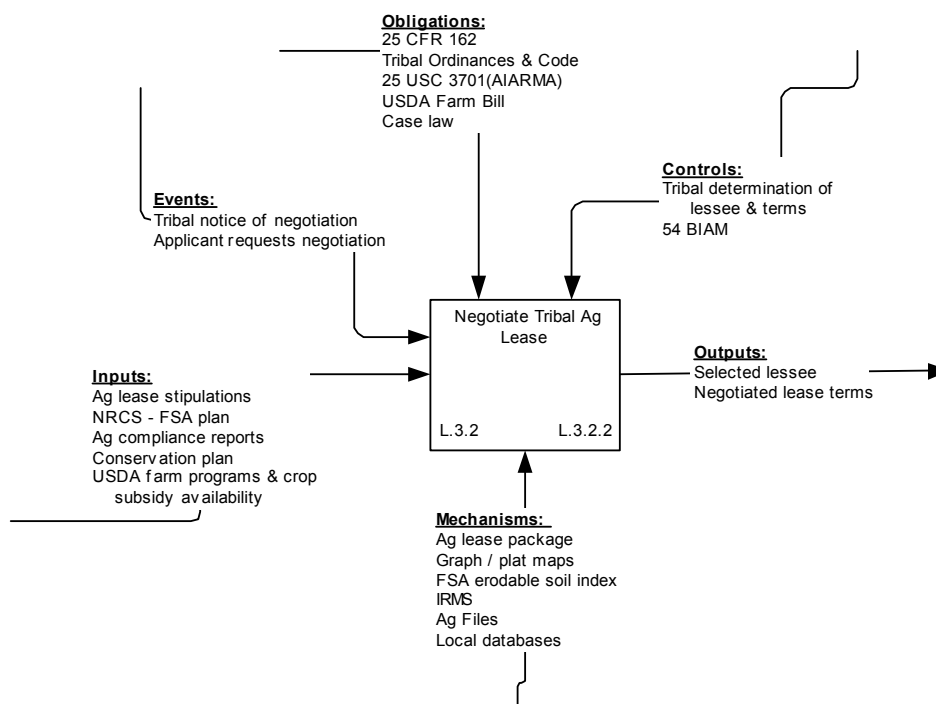 Obligations:
25 CFR 162
Tribal Ordinances & Code
25 USC 3701(AIARMA)
USDA Farm Bill
Case law
Controls:
Tribal determination of
lessee & terms
54 BIAM
Events:
Tribal notice of negotiation
Applicant requests negotiation
Negotiate Tribal Ag
Lease
L.3.2
L.3.2.2
Outputs:
Selected lessee
Negotiated lease terms
Inputs:
Ag lease stipulations
NRCS - FSA plan
Ag compliance reports
Conservation plan
USDA farm programs & crop
subsidy availability
Mechanisms:
Ag lease package
Graph / plat maps
FSA erodable soil index
IRMS
Ag Files
Local databases